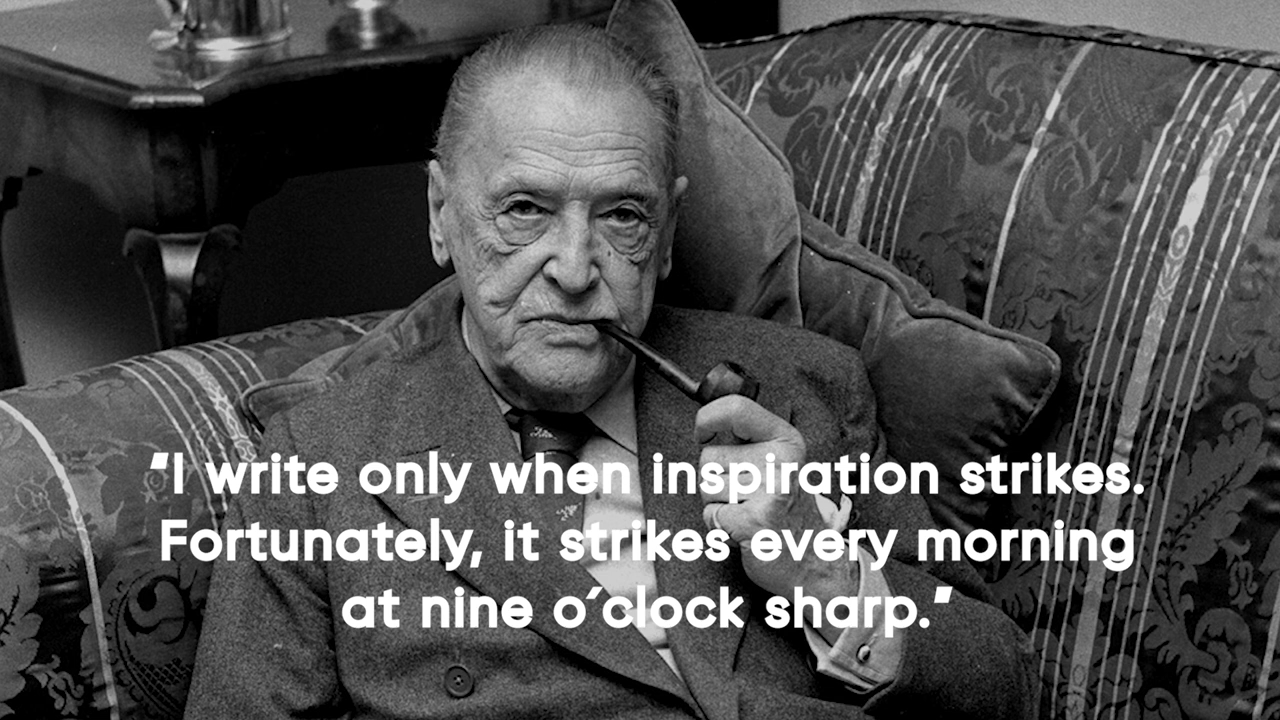 "I write only when inspiration strikes.
Fortunately, it strikes every morning
at nine o´clock sharp."